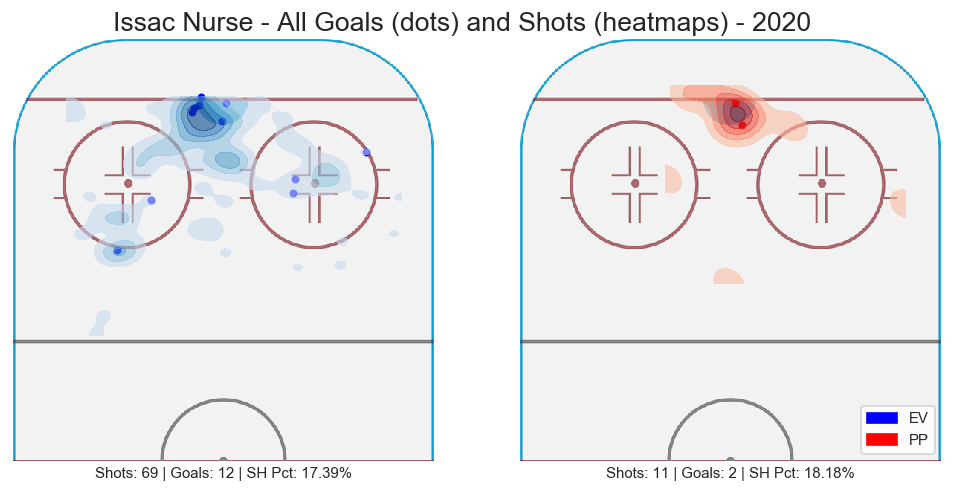 Issac Nurse - All Goals (dots) and Shots (heatmaps) - 2020
EV
PP
Shots: 69 | Goals: 12 | SH Pct: 17.39%
Shots: 11 | Goals: 2 | SH Pct: 18.18%